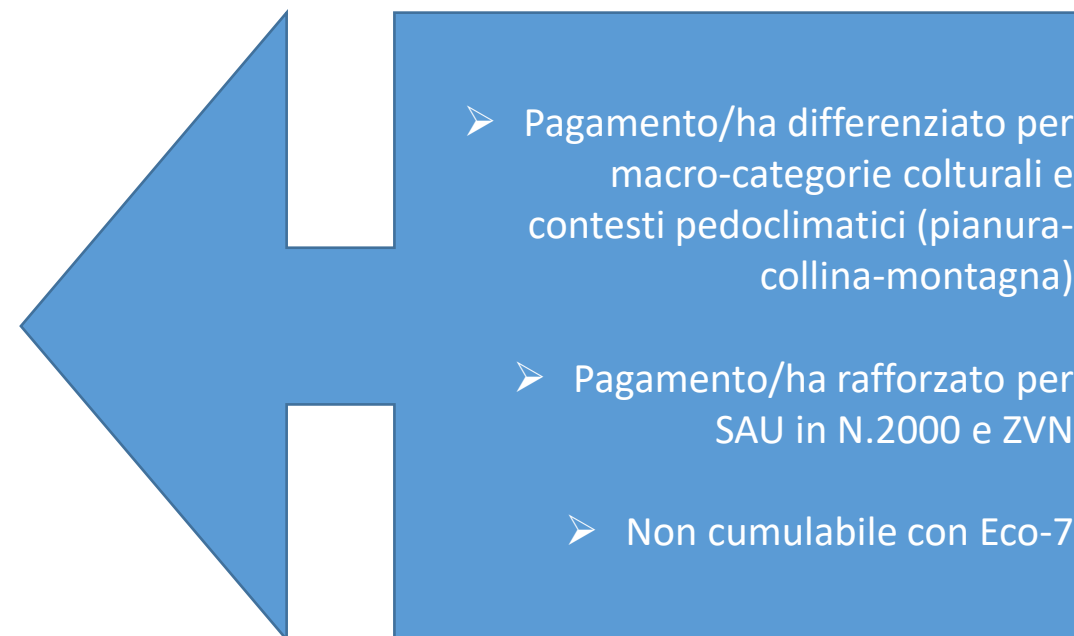 ➢ Pagamento/ha differenziato per
macro-categorie colturali e
contesti pedoclimatici (pianura-
collina-montagna)
➢ Pagamento/ha rafforzato per
SAU in N.2000 e ZVN
➢ Non cumulabile con Eco-7